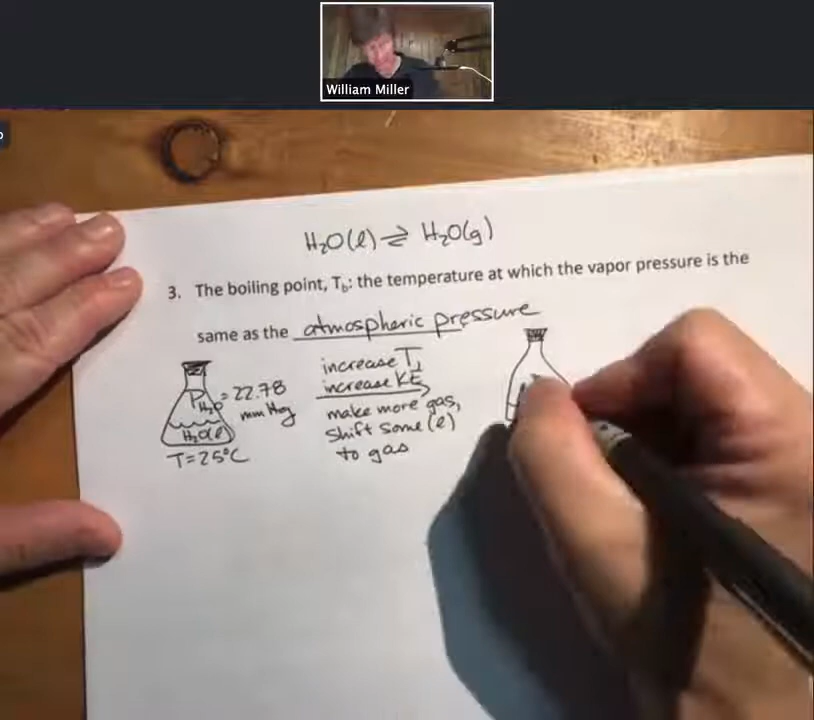 William Miller
H₂O(l) ⇌ H₂O(g)
3. The boiling point, Tb: the temperature at which the vapor pressure is the
same as the atmospheric pressure
increase T,
increase KE
make more gas,
shift some (l)
to gas
P H₂O = 22.78
mm Hg
H₂O(l)
T=25°C